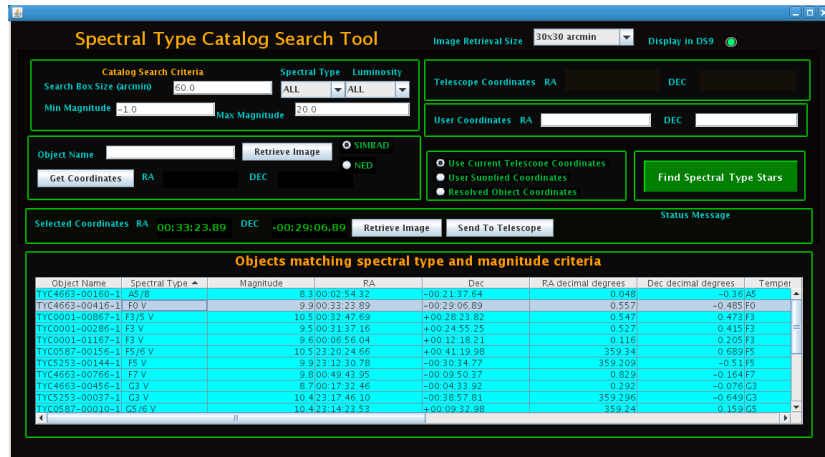 Spectral Type Catalog Search Tool
Image Retrieval Size 30x30 arcmin Display in DS9
Catalog Search Criteria Spectral Type Luminosity
Search Box Size (arcmin) 60.0 ALL ALL
Min Magnitude -1.0 Max Magnitude 20.0
Telescope Coordinates RA DEC
User Coordinates RA DEC
Object Name Retrieve Image SIMBAD
NED
Get Coordinates RA DEC
Use Current Telescope Coordinates
User Supplied Coordinates
Resolved Object Coordinates
Find Spectral Type Stars
Selected Coordinates RA 00:33:23.89 DEC -00:29:06.89 Retrieve Image Send To Telescope
Status Message
Objects matching spectral type and magnitude criteria
Object Name Spectral Type Magnitude RA Dec RA decimal degrees Dec decimal degrees Temper
TYC4663-00160-1 A5/8 8.3 00:02:54.32 -00:21:37.64 0.048 -0.36 A5
TYC4663-00416-1 F0 V 9.9 00:33:23.89 -00:29:06.89 0.557 -0.485 F0
TYC0001-00867-1 F3/5 V 10.5 00:32:47.69 +00:28:23.82 0.547 0.473 F3
TYC0001-00286-1 F3 V 9.5 00:31:37.16 +00:24:55.25 0.527 0.415 F3
TYC0001-01167-1 F3 V 9.6 00:06:56.04 +00:12:18.21 0.116 0.205 F3
TYC0587-00156-1 F5/6 V 10.5 23:20:24.66 +00:41:19.98 359.34 0.689 F5
TYC5253-00144-1 F5 V 9.9 23:12:30.78 -00:30:34.77 359.209 -0.51 F5
TYC4663-00766-1 F7 V 9.8 00:49:43.95 -00:09:50.37 0.829 -0.164 F7
TYC4663-00456-1 G3 V 8.7 00:17:32.46 -00:04:33.92 0.292 -0.076 G3
TYC5253-00037-1 G3 V 10.4 23:17:46.10 -00:38:57.81 359.296 -0.649 G3
TYC0587-00010-1 G5/6 V 10.4 23:14:23.53 +00:09:32.98 359.24 0.159 G5